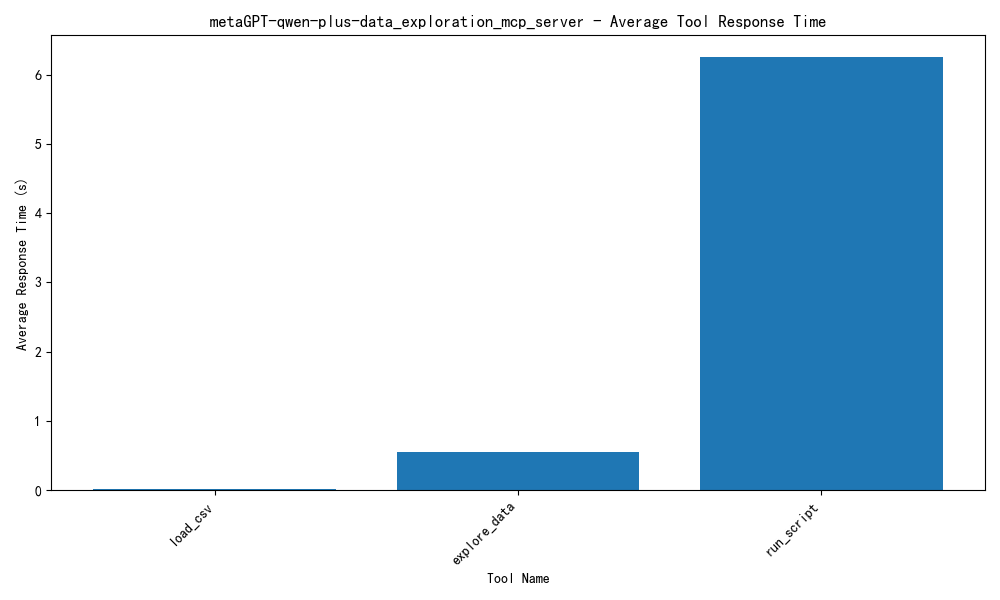 metaGPT-qwen-plus-data_exploration_mcp_server - Average Tool Response Time
Average Response Time (s)
6
5
4
3
2
1
0
load_csv
explore_data
run_script
Tool Name